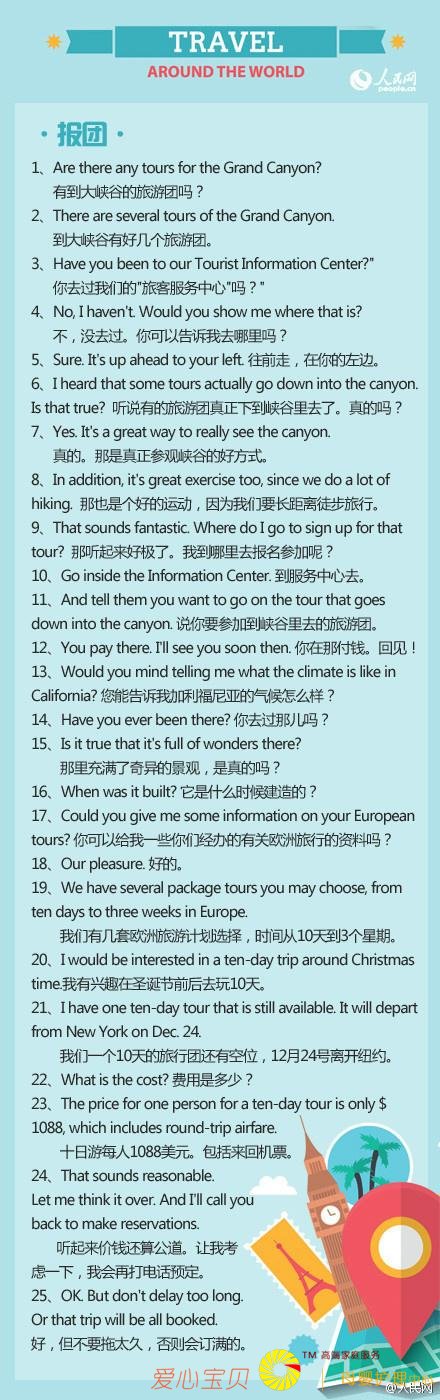 TRAVEL
AROUND THE WORLD
人民网
people.cn
·报团·
1、Are there any tours for the Grand Canyon?
有到大峡谷的旅游团吗？
2、There are several tours of the Grand Canyon.
到大峡谷有好几个旅游团。
3、Have you been to our Tourist Information Center?"
你去过我们的"旅客服务中心"吗？"
4、No, I haven't. Would you show me where that is?
不，没去过。你可以告诉我去哪里吗？
5、Sure. It's up ahead to your left. 往前走，在你的左边。
6、I heard that some tours actually go down into the canyon.
Is that true? 听说有的旅游团真正下到峡谷里去了。真的吗？
7、Yes. It's a great way to really see the canyon.
真的。那是真正参观峡谷的好方式。
8、In addition, it's great exercise too, since we do a lot of
hiking. 那也是个好的运动，因为我们要长距离徒步旅行。
9、That sounds fantastic. Where do I go to sign up for that
tour? 那听起来好极了。我到哪里去报名参加呢？
10、Go inside the Information Center. 到服务中心去。
11、And tell them you want to go on the tour that goes
down into the canyon. 说你要参加到峡谷里去的旅游团。
12、You pay there. I'll see you soon then. 你在那付钱。回见！
13、Would you mind telling me what the climate is like in
California? 您能告诉我加利福尼亚的气候怎么样？
14、Have you ever been there? 你去过那儿吗？
15、Is it true that it's full of wonders there?
那里充满了奇异的景观，是真的吗？
16、When was it built? 它是什么时候建造的？
17、Could you give me some information on your European
tours? 你可以给我一些你们经办的有关欧洲旅行的资料吗？
18、Our pleasure. 好的。
19、We have several package tours you may choose, from
ten days to three weeks in Europe.
我们有几套欧洲旅游计划选择，时间从10天到3个星期。
20、I would be interested in a ten-day trip around Christmas
time.我有兴趣在圣诞节前后去玩10天。
21、I have one ten-day tour that is still available. It will depart
from New York on Dec. 24.
我们一个10天的旅行团还有空位，12月24号离开纽约。
22、What is the cost? 费用是多少？
23、The price for one person for a ten-day tour is only $
1088, which includes round-trip airfare.
十日游每人1088美元。包括来回机票。
24、That sounds reasonable.
Let me think it over. And I'll call you
back to make reservations.
听起来价钱还算公道。让我考
虑一下，我会再打电话预定。
25、OK. But don't delay too long.
Or that trip will be all booked.
好，但不要拖太久，否则会订满的。
爱心宝贝
TM 高端家庭服务
@人民网